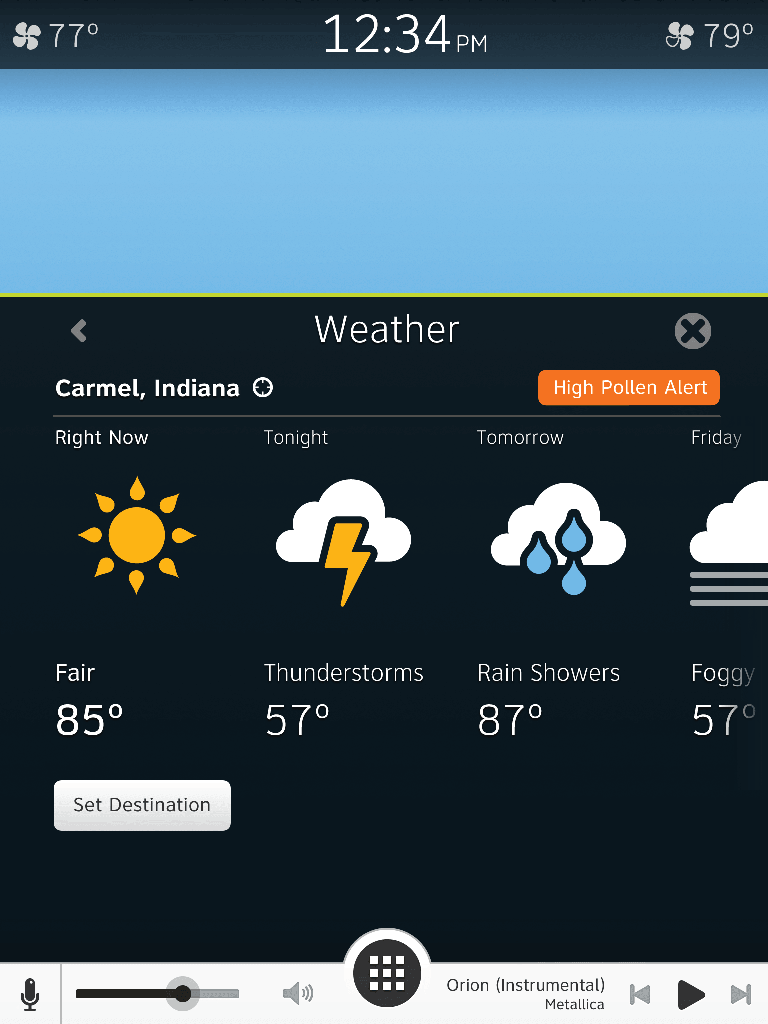 77°
12:34 PM
79°
Weather
Carmel, Indiana
High Pollen Alert
Right Now
Tonight
Tomorrow
Friday
Fair
Thunderstorms
Rain Showers
Foggy
85°
57°
87°
57°
Set Destination
Orion (Instrumental)
Metallica